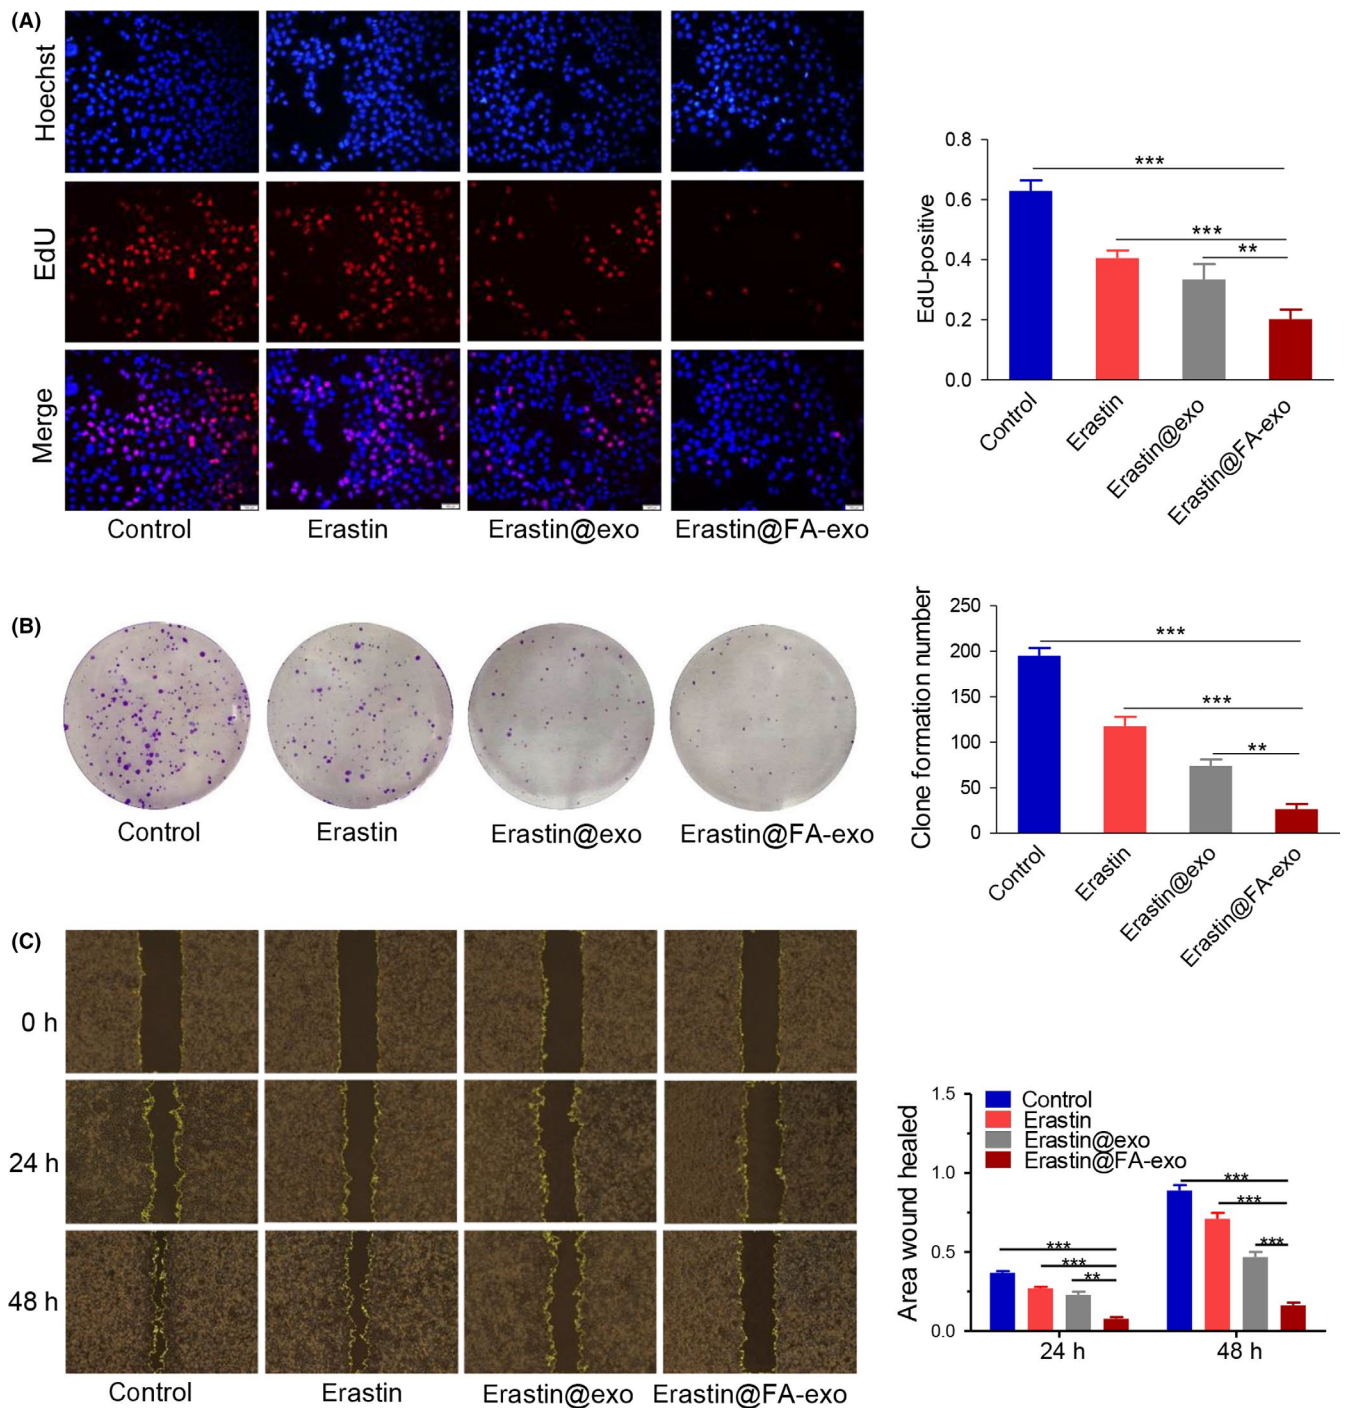 (A)
Hoechst
EdU
Merge
Control Erastin Erastin@exo Erastin@FA-exo
EdU-positive
0.8
0.6
0.4
0.2
0.0
***
***
**
Control Erastin Erastin@exo Erastin@FA-exo
(B)
Control Erastin Erastin@exo Erastin@FA-exo
Clone formation number
250
200
150
100
50
0
***
***
**
Control Erastin Erastin@exo Erastin@FA-exo
(C)
0 h
24 h
48 h
Control Erastin Erastin@exo Erastin@FA-exo
Area wound healed
1.5
1.0
0.5
0.0
Control
Erastin
Erastin@exo
Erastin@FA-exo
***
***
**
***
***
***
24 h 48 h